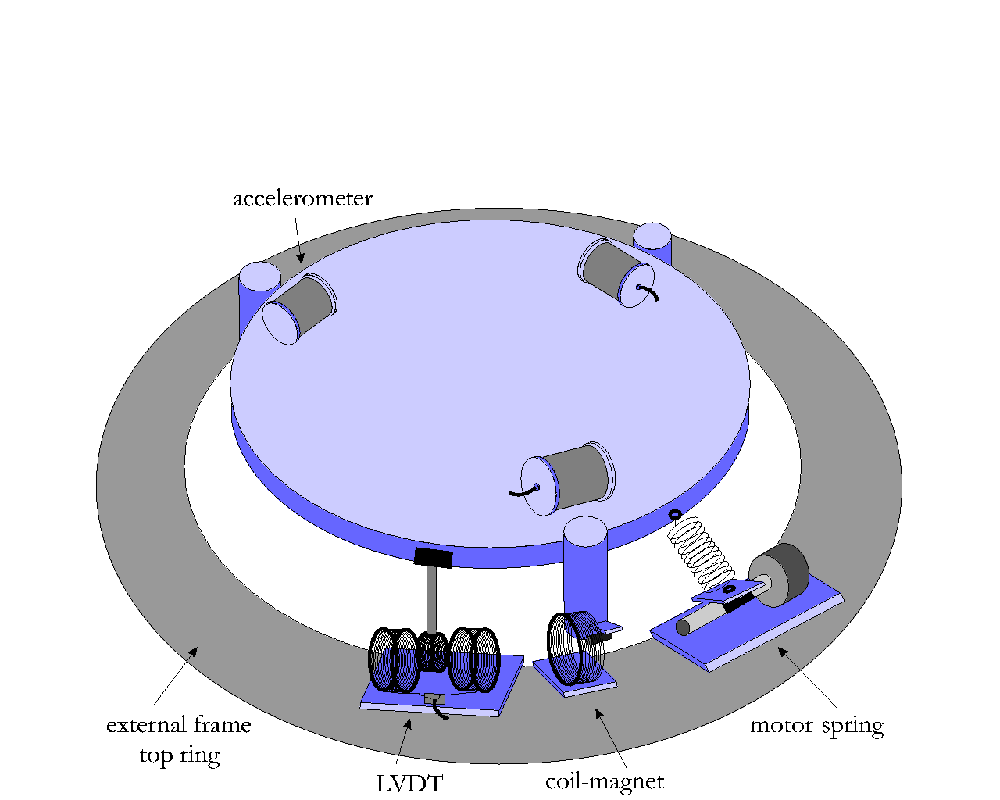 accelerometer
external frame
top ring
LVDT
coil-magnet
motor-spring